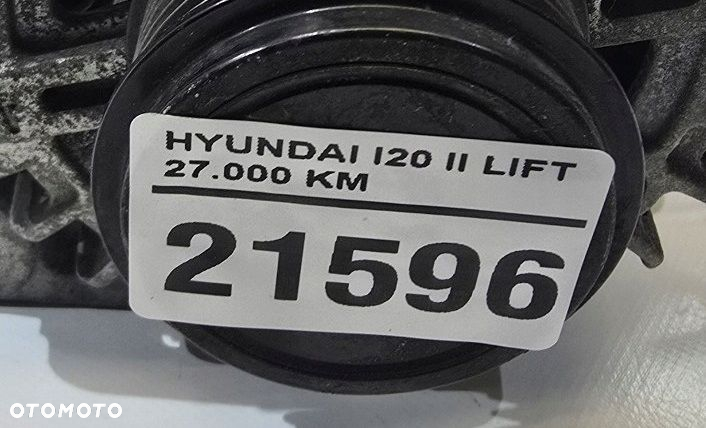 HYUNDAI I20 II LIFT
27.000 KM
21596
OTOMOTO